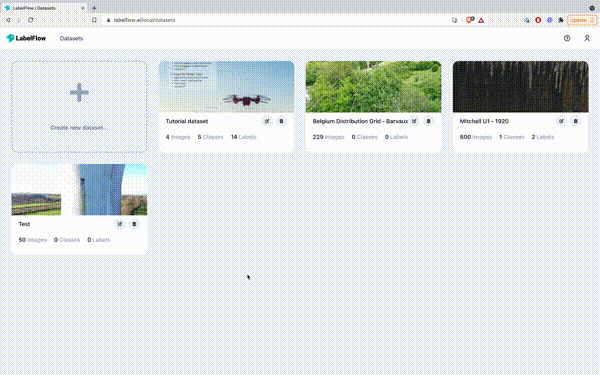 LabelFlow | Datasets
labelflow.ai/local/datasets
Update
LabelFlow
Datasets
Create new dataset...
Tutorial dataset
4 Images 5 Classes 14 Labels
Belgium Distribution Grid - Barvaux
229 Images 0 Classes 0 Labels
Mitchell U1 - 1920
600 Images 1 Classes 2 Labels
Test
50 Images 0 Classes 0 Labels